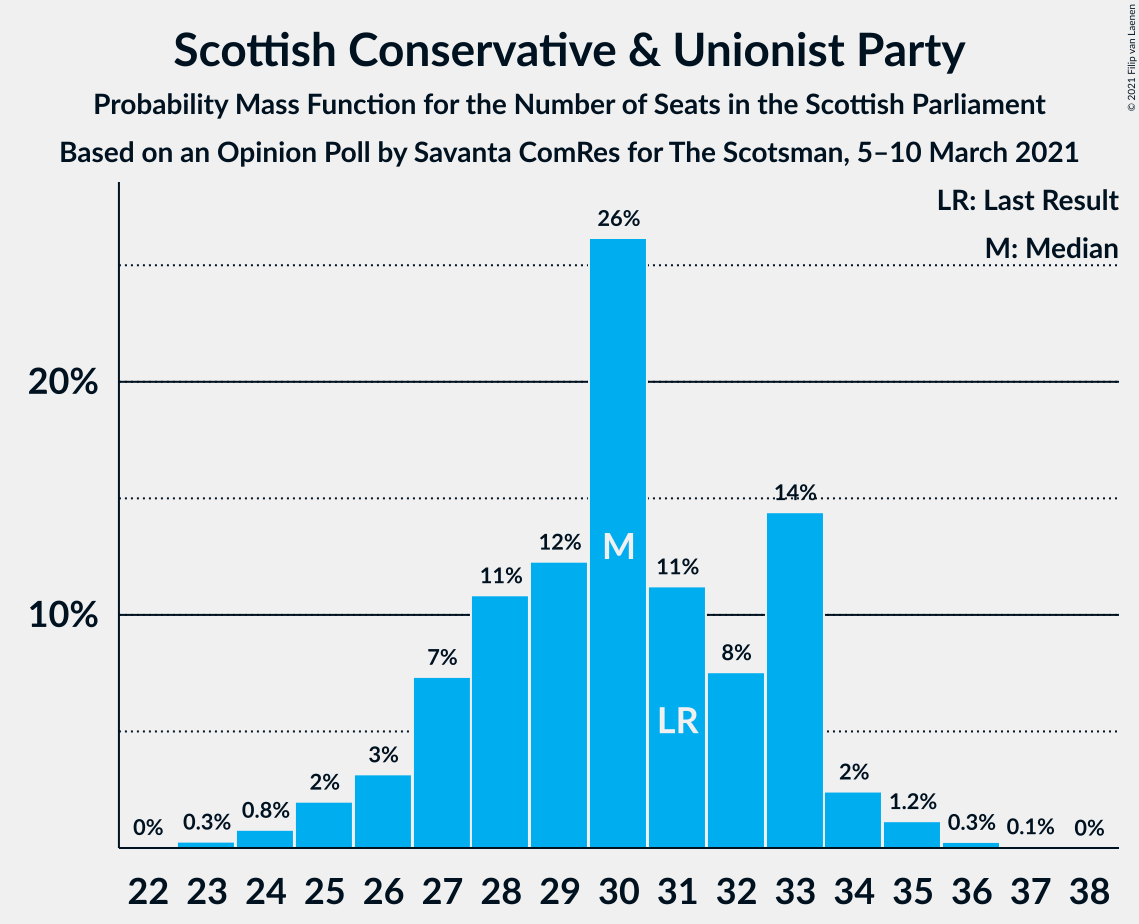 Scottish Conservative & Unionist Party
Probability Mass Function for the Number of Seats in the Scottish Parliament
Based on an Opinion Poll by Savanta ComRes for The Scotsman, 5–10 March 2021
© 2021 Filip van Laenen
LR: Last Result
M: Median
20%
10%
0%
0.3%
0.8%
2%
3%
7%
11%
12%
26%
11%
8%
14%
2%
1.2%
0.3%
0.1%
0%
M
LR
22 23 24 25 26 27 28 29 30 31 32 33 34 35 36 37 38